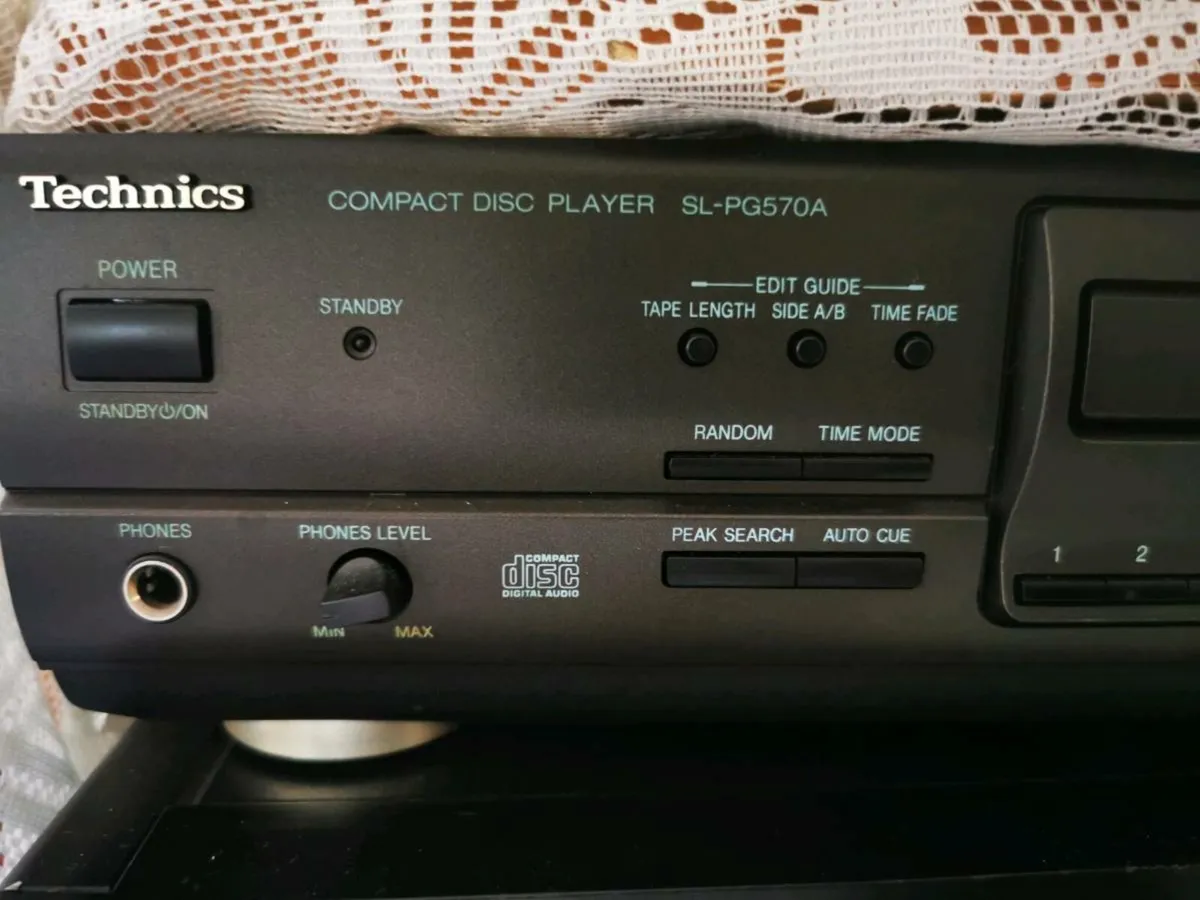 Technics
COMPACT DISC PLAYER SL-PG570A
POWER
STANDBY⏻/ON
STANDBY
EDIT GUIDE
TAPE LENGTH SIDE A/B TIME FADE
RANDOM TIME MODE
PHONES
PHONES LEVEL
MIN MAX
COMPACT
disc
DIGITAL AUDIO
PEAK SEARCH AUTO CUE
1 2